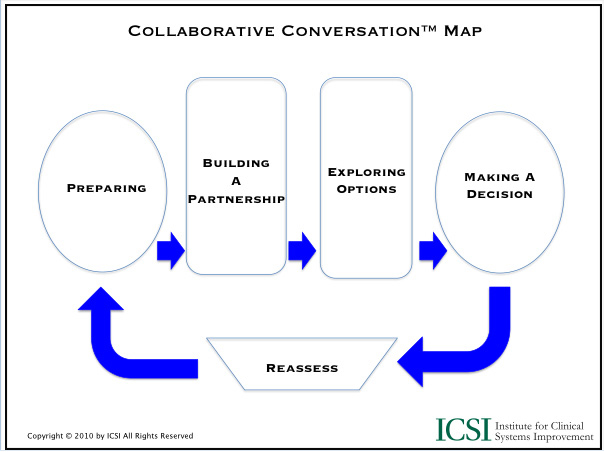 Collaborative Conversation™ Map
Preparing
Building
A
Partnership
Exploring
Options
Making A
Decision
Reassess
Copyright © 2010 by ICSI All Rights Reserved
ICSI Institute for Clinical
Systems Improvement